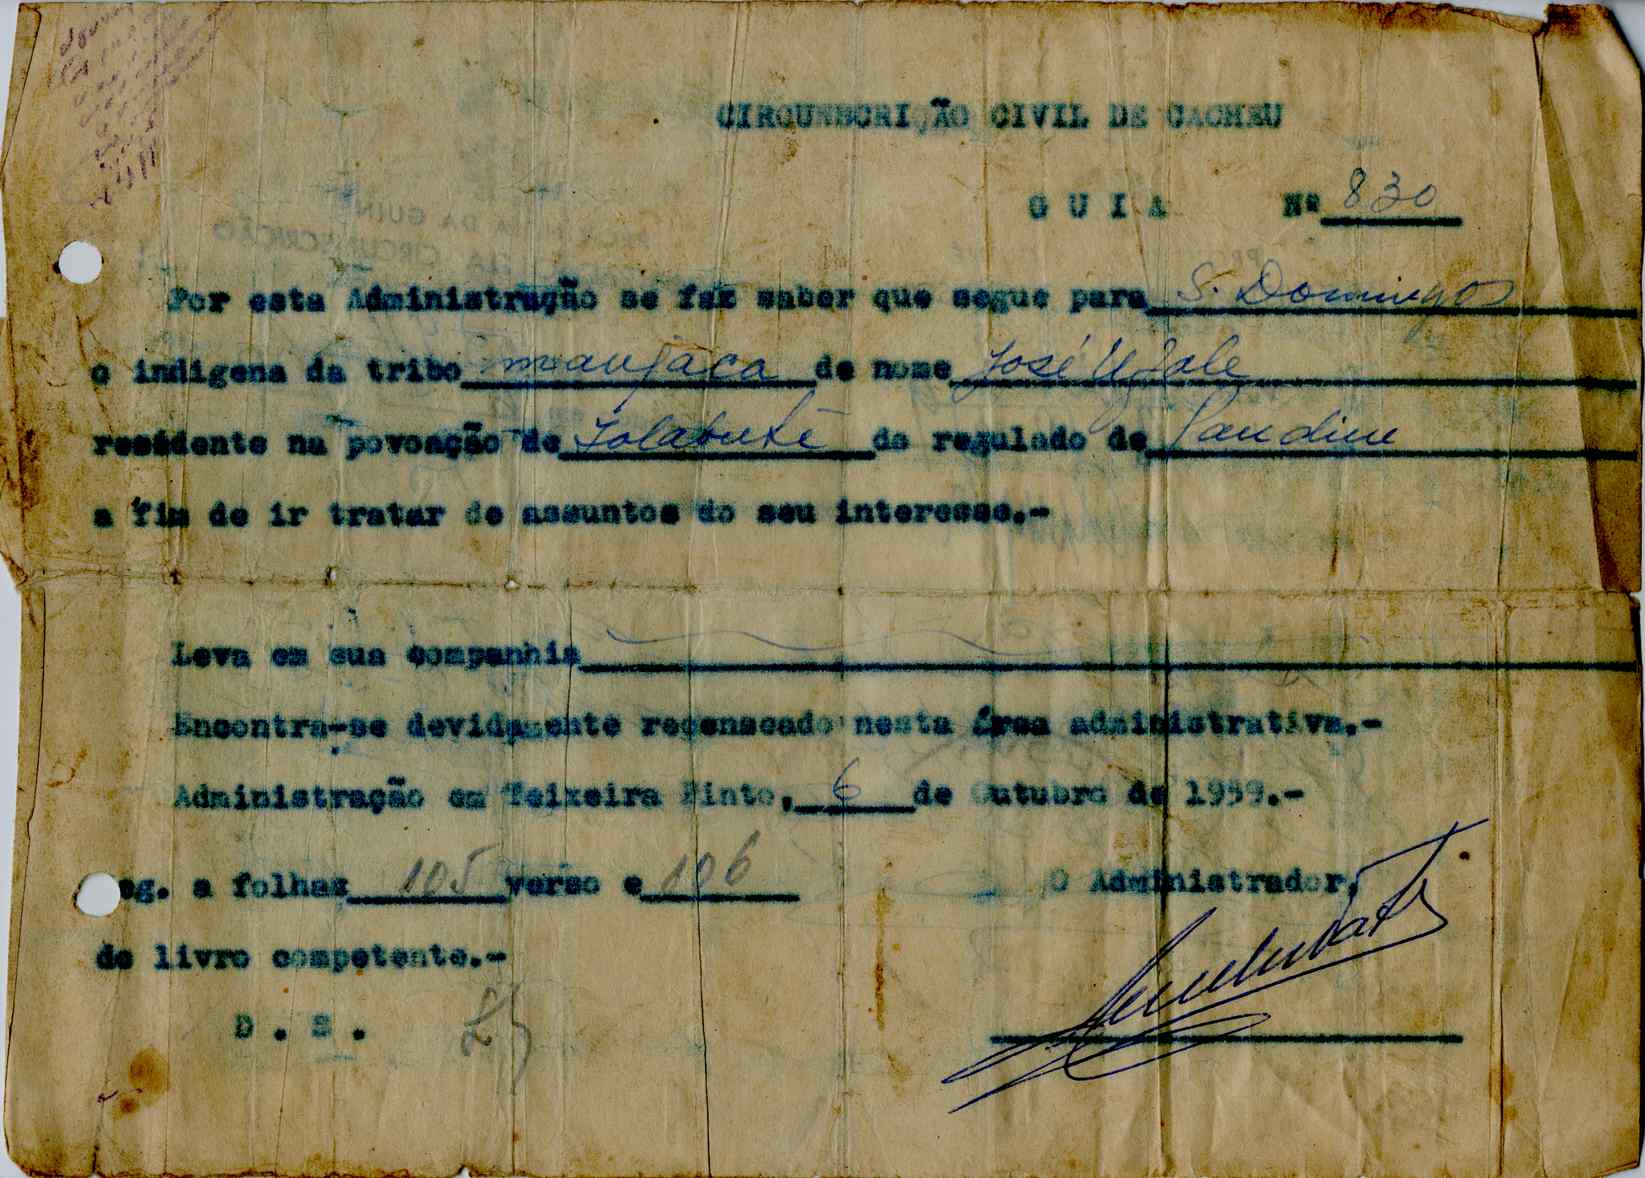 CIRCUNSCRIÇÃO CIVIL DE CACHEU
G U I A Nº 830
Por esta Administração se faz saber que segue para S. Domingos
o indigena da tribo manjaca de nome José
residente na povoação de do regulado de
a fim de ir tratar de assuntos do seu interesse.-
Leva em sua companhia
Encontra-se devidamente recenseado nesta Área administrativa.-
Administração em Teixeira Pinto, 6 de Outubro de 1959.-
eg. a folhas 105 verso e 106 O Administrador,
do livro competente.-
D . S .